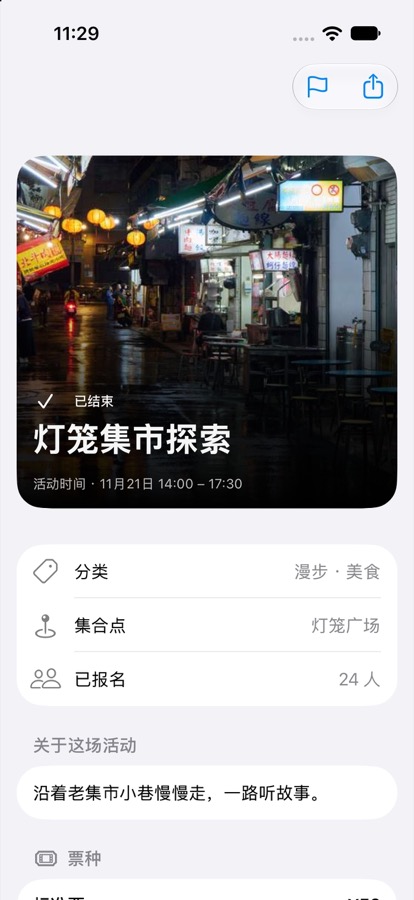 11:29
已结束
灯笼集市探索
活动时间 · 11月21日 14:00 – 17:30
分类
漫步 · 美食
集合点
灯笼广场
已报名
24 人
关于这场活动
沿着老集市小巷慢慢走，一路听故事。
票种